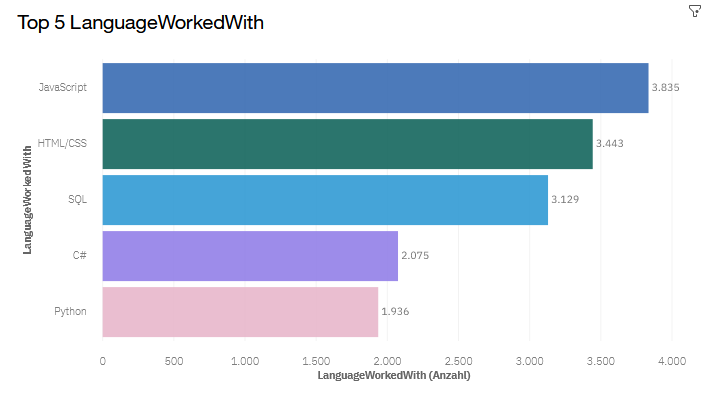 Top 5 LanguageWorkedWith
LanguageWorkedWith
JavaScript
3.835
HTML/CSS
3.443
SQL
3.129
C#
2.075
Python
1.936
0 500 1.000 1.500 2.000 2.500 3.000 3.500 4.000
LanguageWorkedWith (Anzahl)